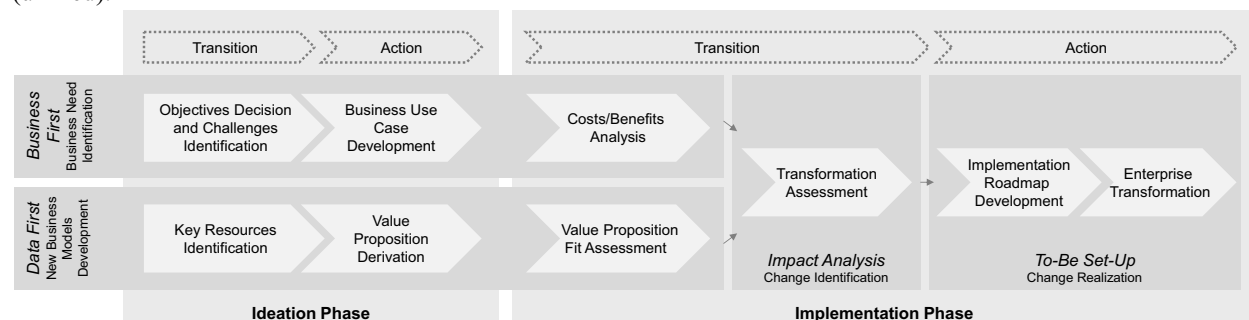 Transition
Action
Transition
Action
Business
First
Business Need
Identification
Objectives Decision
and Challenges
Identification
Business Use
Case
Development
Costs/Benefits
Analysis
Transformation
Assessment
Implementation
Roadmap
Development
Enterprise
Transformation
Data First
New Business
Models
Development
Key Resources
Identification
Value
Proposition
Derivation
Value Proposition
Fit Assessment
Impact Analysis
Change Identification
To-Be Set-Up
Change Realization
Ideation Phase
Implementation Phase